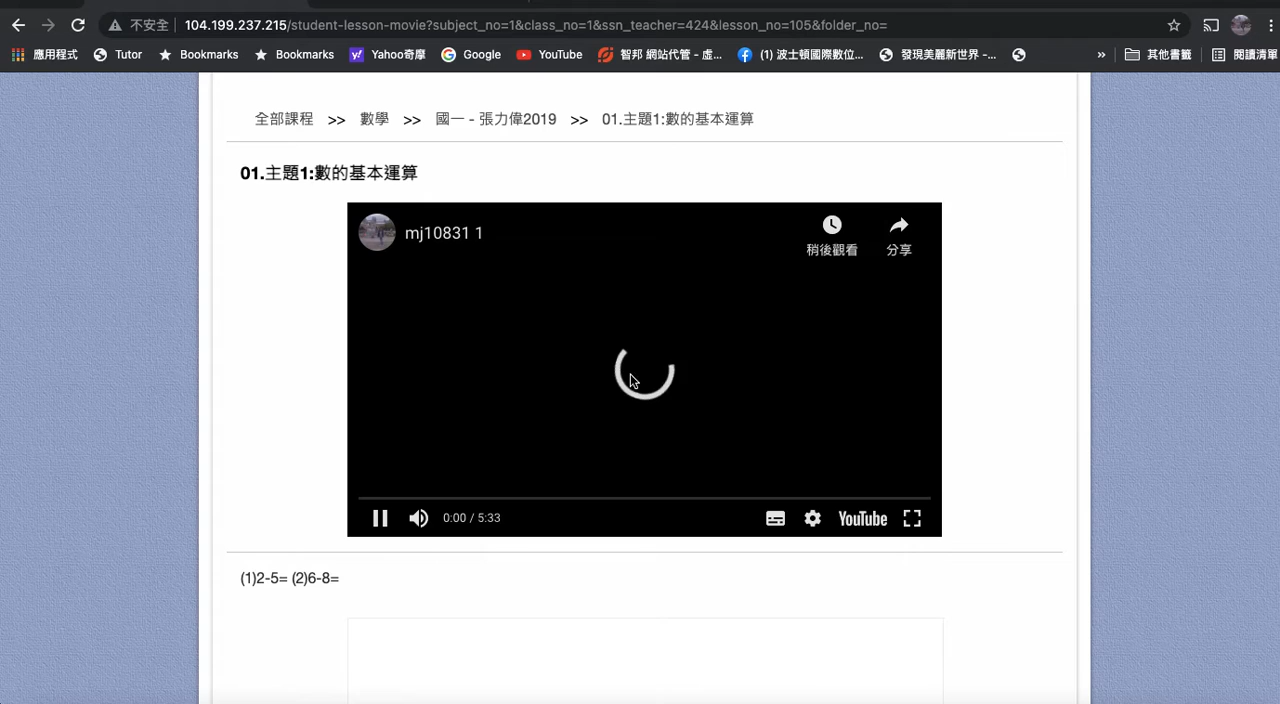 不安全 104.199.237.215/student-lesson-movie?subject_no=1&class_no=1&ssn_teacher=424&lesson_no=105&folder_no=
應用程式 Tutor Bookmarks Bookmarks Yahoo奇摩 Google YouTube 智邦 網站代管 - 虛... (1) 波士頓國際數位... 發現美麗新世界 -... » 其他書籤 閱讀清單
全部課程 >> 數學 >> 國一 - 張力偉2019 >> 01.主題1:數的基本運算
01.主題1:數的基本運算
mj10831 1
稍後觀看 分享
0:00 / 5:33 YouTube
(1)2-5= (2)6-8=